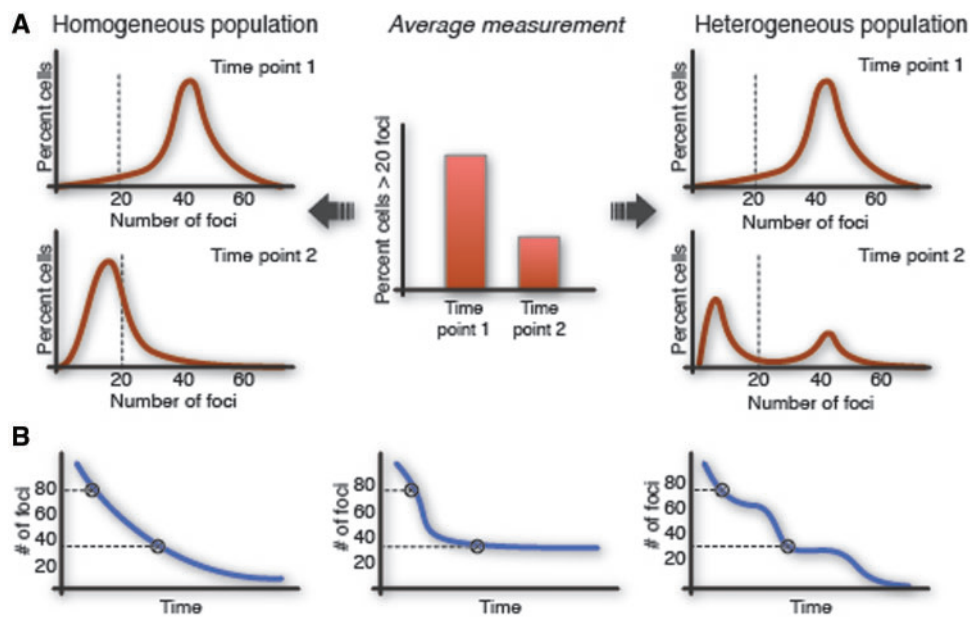 A
Homogeneous population
Average measurement
Heterogeneous population
Percent cells
Time point 1
20 40 60
Number of foci
Percent cells
Time point 2
20 40 60
Number of foci
Percent cells > 20 foci
Time
point 1
Time
point 2
Percent cells
Time point 1
20 40 60
Number of foci
Percent cells
Time point 2
20 40 60
Number of foci
B
# of foci
80
60
40
20
Time
# of foci
80
60
40
20
Time
# of foci
80
60
40
20
Time